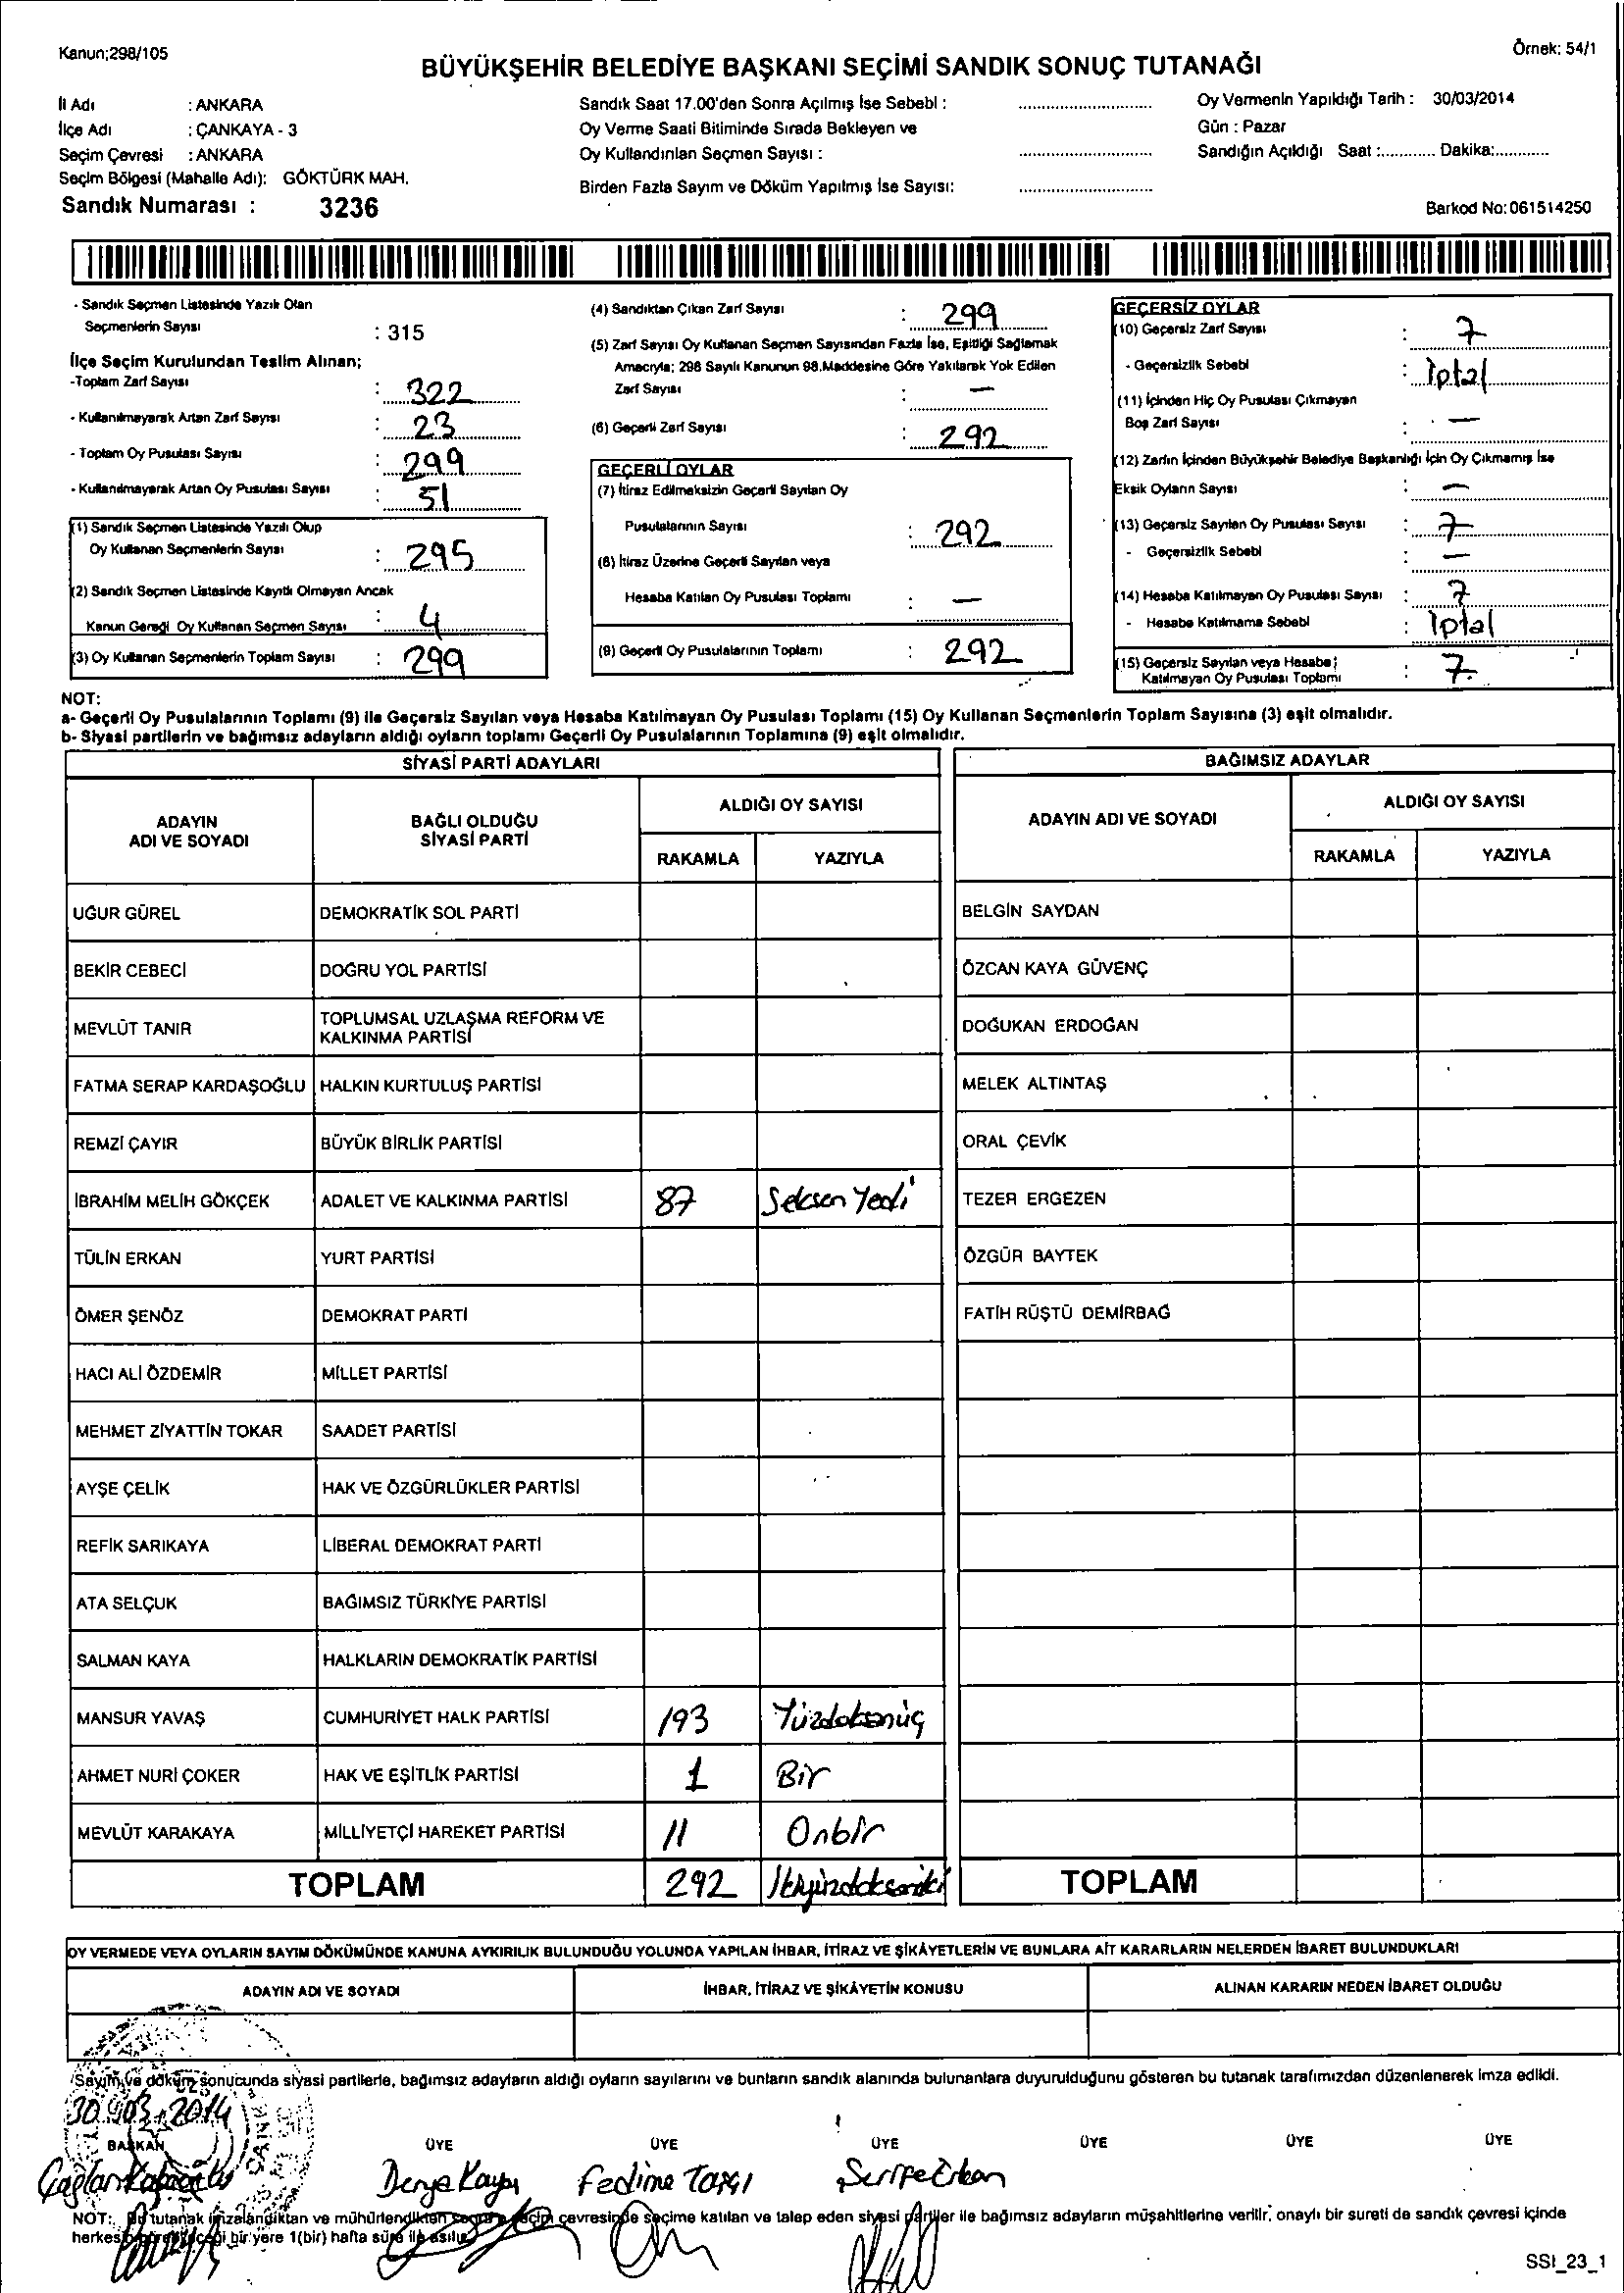 Kanun;298/105
Örnek: 54/1
BÜYÜKŞEHİR BELEDİYE BAŞKANI SEÇİMİ SANDIK SONUÇ TUTANAĞI
İl Adı : ANKARA
İlçe Adı : ÇANKAYA - 3
Seçim Çevresi : ANKARA
Seçim Bölgesi (Mahalle Adı): GÖKTÜRK MAH.
Sandık Numarası : 3236
Sandık Saat 17.00'den Sonra Açılmış İse Sebebi :
Oy Verme Saati Bitiminde Sırada Bekleyen ve
Oy Kullandırılan Seçmen Sayısı :
Birden Fazla Sayım ve Döküm Yapılmış İse Sayısı:
Oy Vermenin Yapıldığı Tarih : 30/03/2014
Gün : Pazar
Sandığın Açıldığı Saat :............ Dakika:............
Barkod No:061514250
- Sandık Seçmen Listesinde Yazılı Olan
Seçmenlerin Sayısı : 315
İlçe Seçim Kurulundan Teslim Alınan;
-Toplam Zarf Sayısı : 322
- Kullanılmayarak Artan Zarf Sayısı : 23
- Toplam Oy Pusulası Sayısı : 299
- Kullanılmayarak Artan Oy Pusulası Sayısı : 51
(1) Sandık Seçmen Listesinde Yazılı Olup
Oy Kullanan Seçmenlerin Sayısı : 295
(2) Sandık Seçmen Listesinde Kayıtlı Olmayan Ancak
Kanun Gereği Oy Kullanan Seçmen Sayısı : 4
(3) Oy Kullanan Seçmenlerin Toplam Sayısı : 299
(4) Sandıktan Çıkan Zarf Sayısı : 299
(5) Zarf Sayısı Oy Kullanan Seçmen Sayısından Fazla İse, Eşitliği Sağlamak
Amacıyla; 298 Sayılı Kanunun 98.Maddesine Göre Yakılarak Yok Edilen
Zarf Sayısı : —
(6) Geçerli Zarf Sayısı : 292
GEÇERLİ OYLAR
(7) İtiraz Edilmeksizin Geçerli Sayılan Oy
Pusulalarının Sayısı : 292
(8) İtiraz Üzerine Geçerli Sayılan veya
Hesaba Katılan Oy Pusulası Toplamı : —
(9) Geçerli Oy Pusulalarının Toplamı : 292
GEÇERSİZ OYLAR
(10) Geçersiz Zarf Sayısı : 7
- Geçersizlik Sebebi : İptal
(11) İçinden Hiç Oy Pusulası Çıkmayan
Boş Zarf Sayısı : —
(12) Zarfın İçinden Büyükşehir Belediye Başkanlığı İçin Oy Çıkmamış İse
Eksik Oyların Sayısı : —
(13) Geçersiz Sayılan Oy Pusulası Sayısı : 7
- Geçersizlik Sebebi : —
(14) Hesaba Katılmayan Oy Pusulası Sayısı : 7
- Hesaba Katılmama Sebebi : İptal
(15) Geçersiz Sayılan veya Hesaba
Katılmayan Oy Pusulası Toplamı : 7
NOT:
a- Geçerli Oy Pusulalarının Toplamı (9) ile Geçersiz Sayılan veya Hesaba Katılmayan Oy Pusulası Toplamı (15) Oy Kullanan Seçmenlerin Toplam Sayısına (3) eşit olmalıdır.
b- Siyasi partilerin ve bağımsız adayların aldığı oyların toplamı Geçerli Oy Pusulalarının Toplamına (9) eşit olmalıdır.
SİYASİ PARTİ ADAYLARI
ADAYIN ADI VE SOYADI BAĞLI OLDUĞU SİYASİ PARTİ ALDIĞI OY SAYISI
RAKAMLA YAZIYLA
UĞUR GÜREL DEMOKRATİK SOL PARTİ
BEKİR CEBECİ DOĞRU YOL PARTİSİ
MEVLÜT TANIR TOPLUMSAL UZLAŞMA REFORM VE KALKINMA PARTİSİ
FATMA SERAP KARDAŞOĞLU HALKIN KURTULUŞ PARTİSİ
REMZİ ÇAYIR BÜYÜK BİRLİK PARTİSİ
İBRAHİM MELİH GÖKÇEK ADALET VE KALKINMA PARTİSİ 87 Seksen Yedi
TÜLİN ERKAN YURT PARTİSİ
ÖMER ŞENÖZ DEMOKRAT PARTİ
HACI ALİ ÖZDEMİR MİLLET PARTİSİ
MEHMET ZİYATTİN TOKAR SAADET PARTİSİ
AYŞE ÇELİK HAK VE ÖZGÜRLÜKLER PARTİSİ
REFİK SARIKAYA LİBERAL DEMOKRAT PARTİ
ATA SELÇUK BAĞIMSIZ TÜRKİYE PARTİSİ
SALMAN KAYA HALKLARIN DEMOKRATİK PARTİSİ
MANSUR YAVAŞ CUMHURİYET HALK PARTİSİ 193 Yüzdoksanüç
AHMET NURİ ÇOKER HAK VE EŞİTLİK PARTİSİ 1 Bir
MEVLÜT KARAKAYA MİLLİYETÇİ HAREKET PARTİSİ 11 Onbir
TOPLAM 292 İkiyüzdoksaniki
BAĞIMSIZ ADAYLAR
ADAYIN ADI VE SOYADI ALDIĞI OY SAYISI
RAKAMLA YAZIYLA
BELGİN SAYDAN
ÖZCAN KAYA GÜVENÇ
DOĞUKAN ERDOĞAN
MELEK ALTINTAŞ
ORAL ÇEVİK
TEZER ERGEZEN
ÖZGÜR BAYTEK
FATİH RÜŞTÜ DEMİRBAĞ
TOPLAM
OY VERMEDE VEYA OYLARIN SAYIM DÖKÜMÜNDE KANUNA AYKIRILIK BULUNDUĞU YOLUNDA YAPILAN İHBAR, İTİRAZ VE ŞİKÂYETLERİN VE BUNLARA AİT KARARLARIN NELERDEN İBARET BULUNDUKLARI
ADAYIN ADI VE SOYADI İHBAR, İTİRAZ VE ŞİKÂYETİN KONUSU ALINAN KARARIN NEDEN İBARET OLDUĞU
Sayım ve döküm sonucunda siyasi partilerle, bağımsız adayların aldığı oyların sayılarını ve bunların sandık alanında bulunanlara duyurulduğunu gösteren bu tutanak tarafımızdan düzenlenerek imza edildi.
30.03.2014
BAŞKAN ÜYE ÜYE ÜYE ÜYE ÜYE ÜYE
Çağlar Derya Fedime Şerife Erkan
NOT: Bu tutanak imzalandıktan ve mühürlendikten sonra seçim çevresinde seçime katılan ve talep eden siyasi partiler ile bağımsız adayların müşahitlerine verilir, onaylı bir sureti de sandık çevresi içinde
herkesin görebileceği bir yere 1(bir) hafta süre ile asılır.
SSI_23_1